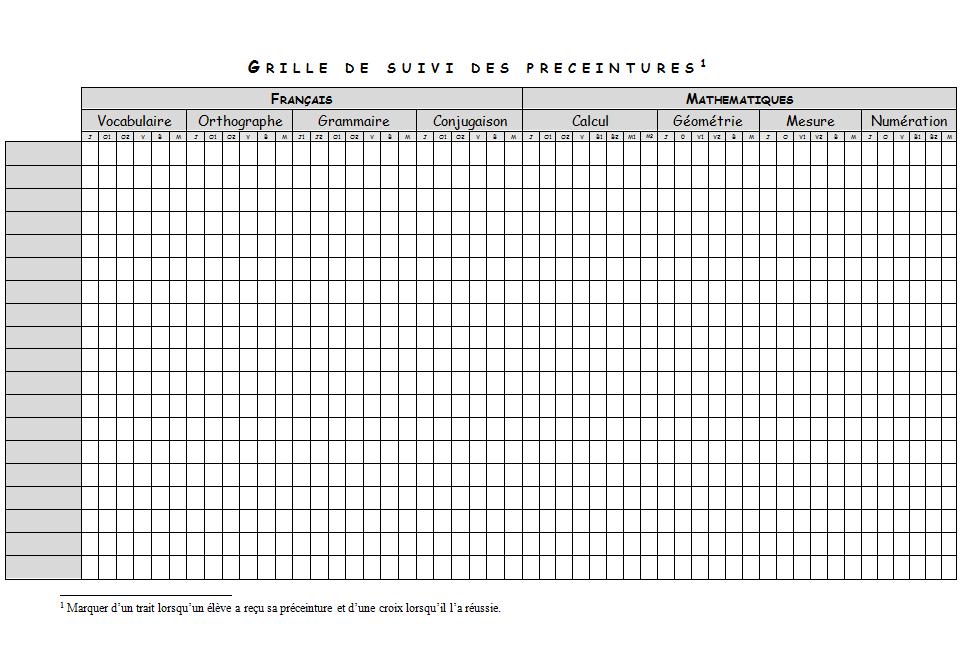 GRILLE DE SUIVI DES PRECEINTURES¹
FRANÇAIS MATHEMATIQUES
Vocabulaire Orthographe Grammaire Conjugaison Calcul Géométrie Mesure Numération
J O1 O2 V B M J O1 O2 V B M J1 J2 O1 O2 V B M J O1 O2 V B M J O1 O2 V B1 B2 M1 M2 J O V1 V2 B M J O V1 V2 B M J O V B1 B2 M
¹ Marquer d’un trait lorsqu’un élève a reçu sa préceinture et d’une croix lorsqu’il l’a réussie.